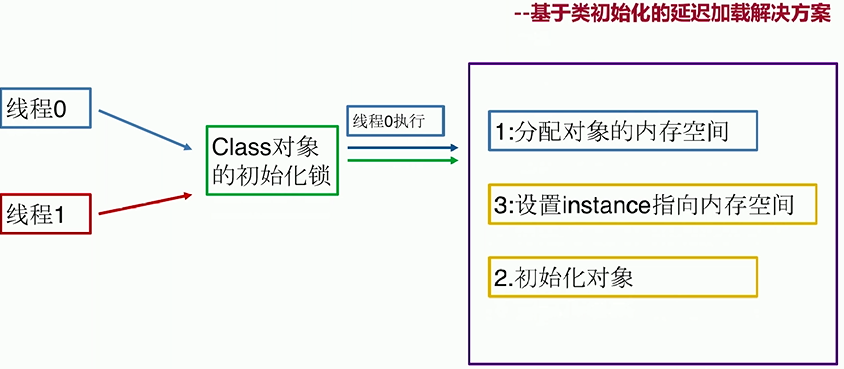 --基于类初始化的延迟加载解决方案
线程0
线程0执行
1:分配对象的内存空间
Class对象
的初始化锁
线程1
3:设置instance指向内存空间
2.初始化对象